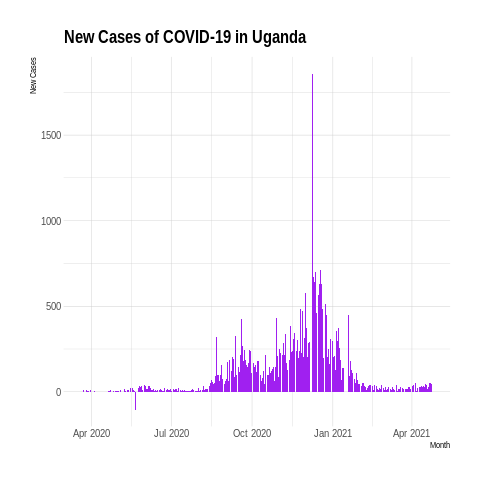 New Cases of COVID-19 in Uganda
New Cases
1500
1000
500
0
Apr 2020 Jul 2020 Oct 2020 Jan 2021 Apr 2021
Month